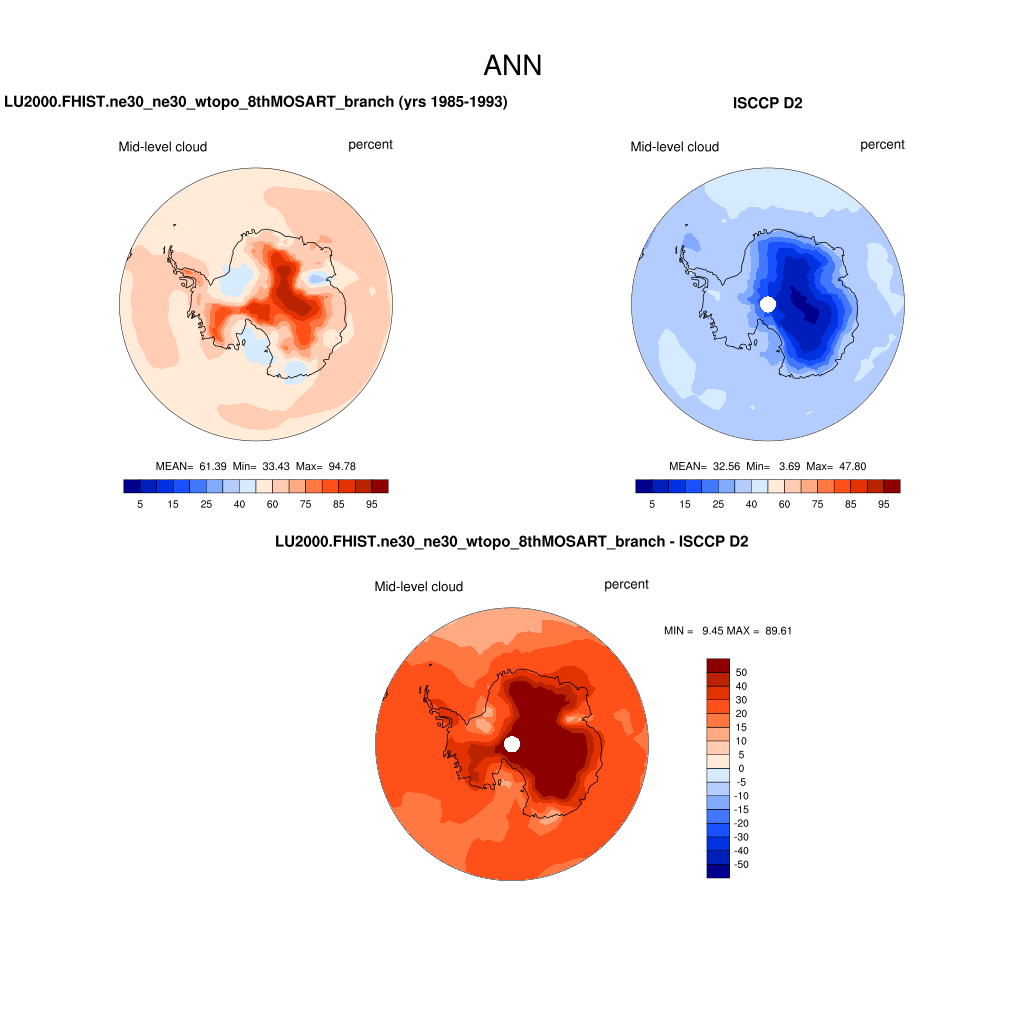 ANN
LU2000.FHIST.ne30_ne30_wtopo_8thMOSART_branch (yrs 1985-1993)
ISCCP D2
Mid-level cloud percent
Mid-level cloud percent
MEAN= 61.39 Min= 33.43 Max= 94.78
MEAN= 32.56 Min= 3.69 Max= 47.80
5 15 25 40 60 75 85 95
5 15 25 40 60 75 85 95
LU2000.FHIST.ne30_ne30_wtopo_8thMOSART_branch - ISCCP D2
Mid-level cloud percent
MIN = 9.45 MAX = 89.61
50
40
30
20
15
10
5
0
-5
-10
-15
-20
-30
-40
-50